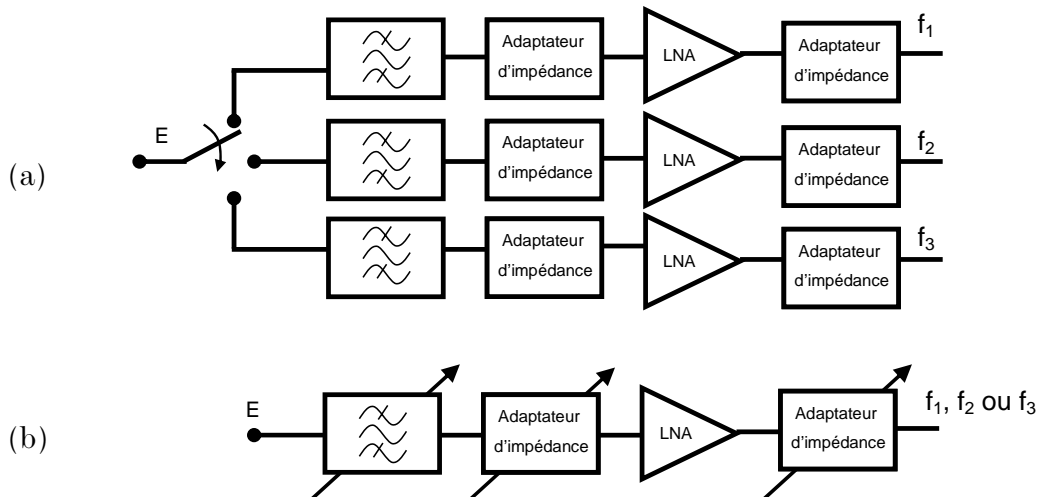 (a)
E
Adaptateur
d'impédance
LNA
Adaptateur
d'impédance
f1
Adaptateur
d'impédance
LNA
Adaptateur
d'impédance
f2
Adaptateur
d'impédance
LNA
Adaptateur
d'impédance
f3
(b)
E
Adaptateur
d'impédance
LNA
Adaptateur
d'impédance
f1, f2 ou f3